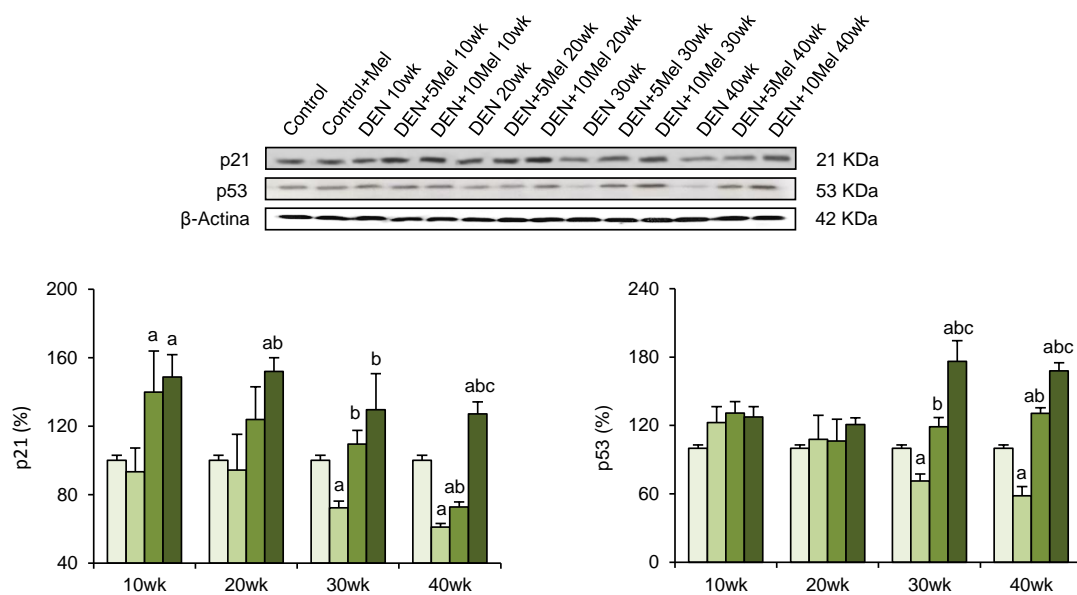 Control
Control+Mel
DEN 10wk
DEN+5Mel 10wk
DEN+10Mel 10wk
DEN 20wk
DEN+5Mel 20wk
DEN+10Mel 20wk
DEN 30wk
DEN+5Mel 30wk
DEN+10Mel 30wk
DEN 40wk
DEN+5Mel 40wk
DEN+10Mel 40wk
p21 21 KDa
p53 53 KDa
β-Actina 42 KDa
p21 (%)
200
160
120
80
40
a a
ab
a b b
a ab abc
10wk 20wk 30wk 40wk
p53 (%)
240
180
120
60
0
a b abc
a ab abc
10wk 20wk 30wk 40wk